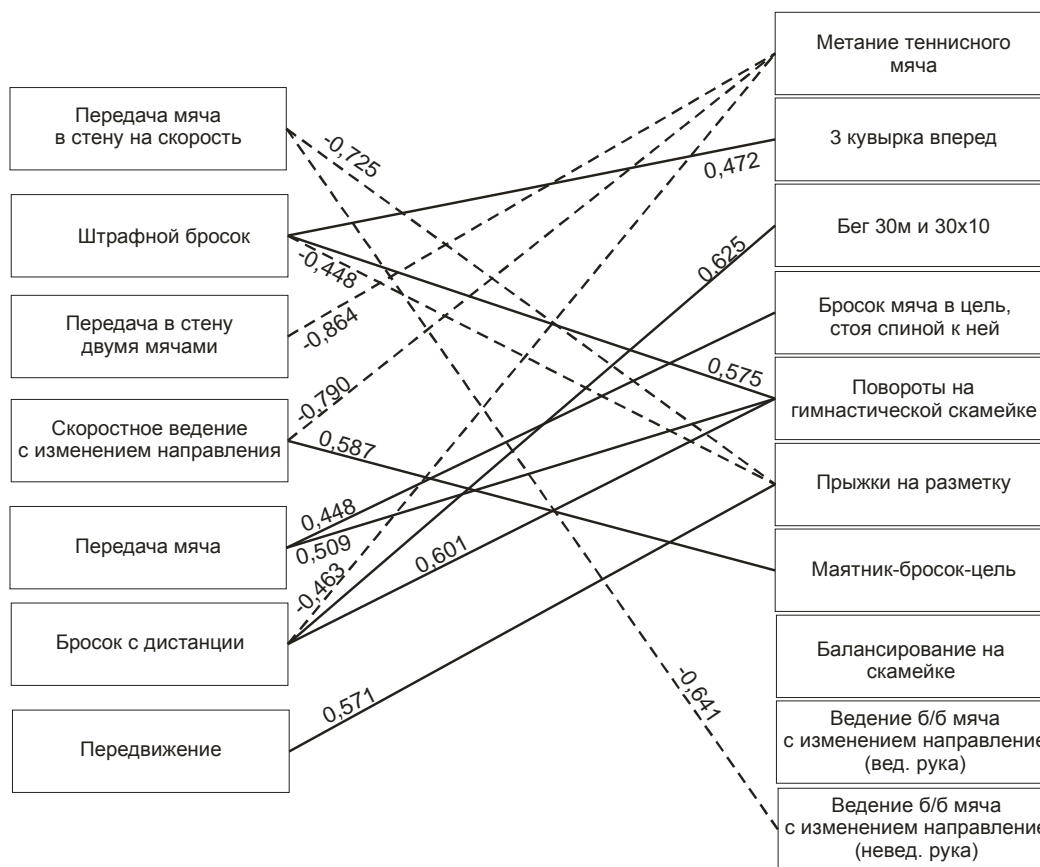 Метание теннисного
мяча
Передача мяча
в стену на скорость
-0,725
3 кувырка вперед
0,472
Штрафной бросок
-0,448
Бег 30м и 30х10
0,625
Передача в стену
двумя мячами
-0,864
Бросок мяча в цель,
стоя спиной к ней
0,575
Скоростное ведение
с изменением направления
-0,790
0,587
Повороты на
гимнастической скамейке
Прыжки на разметку
Передача мяча
0,448
0,509
0,601
Маятник-бросок-цель
Бросок с дистанции
-0,463
Балансирование на
скамейке
Передвижение
0,571
-0,641
Ведение б/б мяча
с изменением направление
(вед. рука)
Ведение б/б мяча
с изменением направление
(невед. рука)